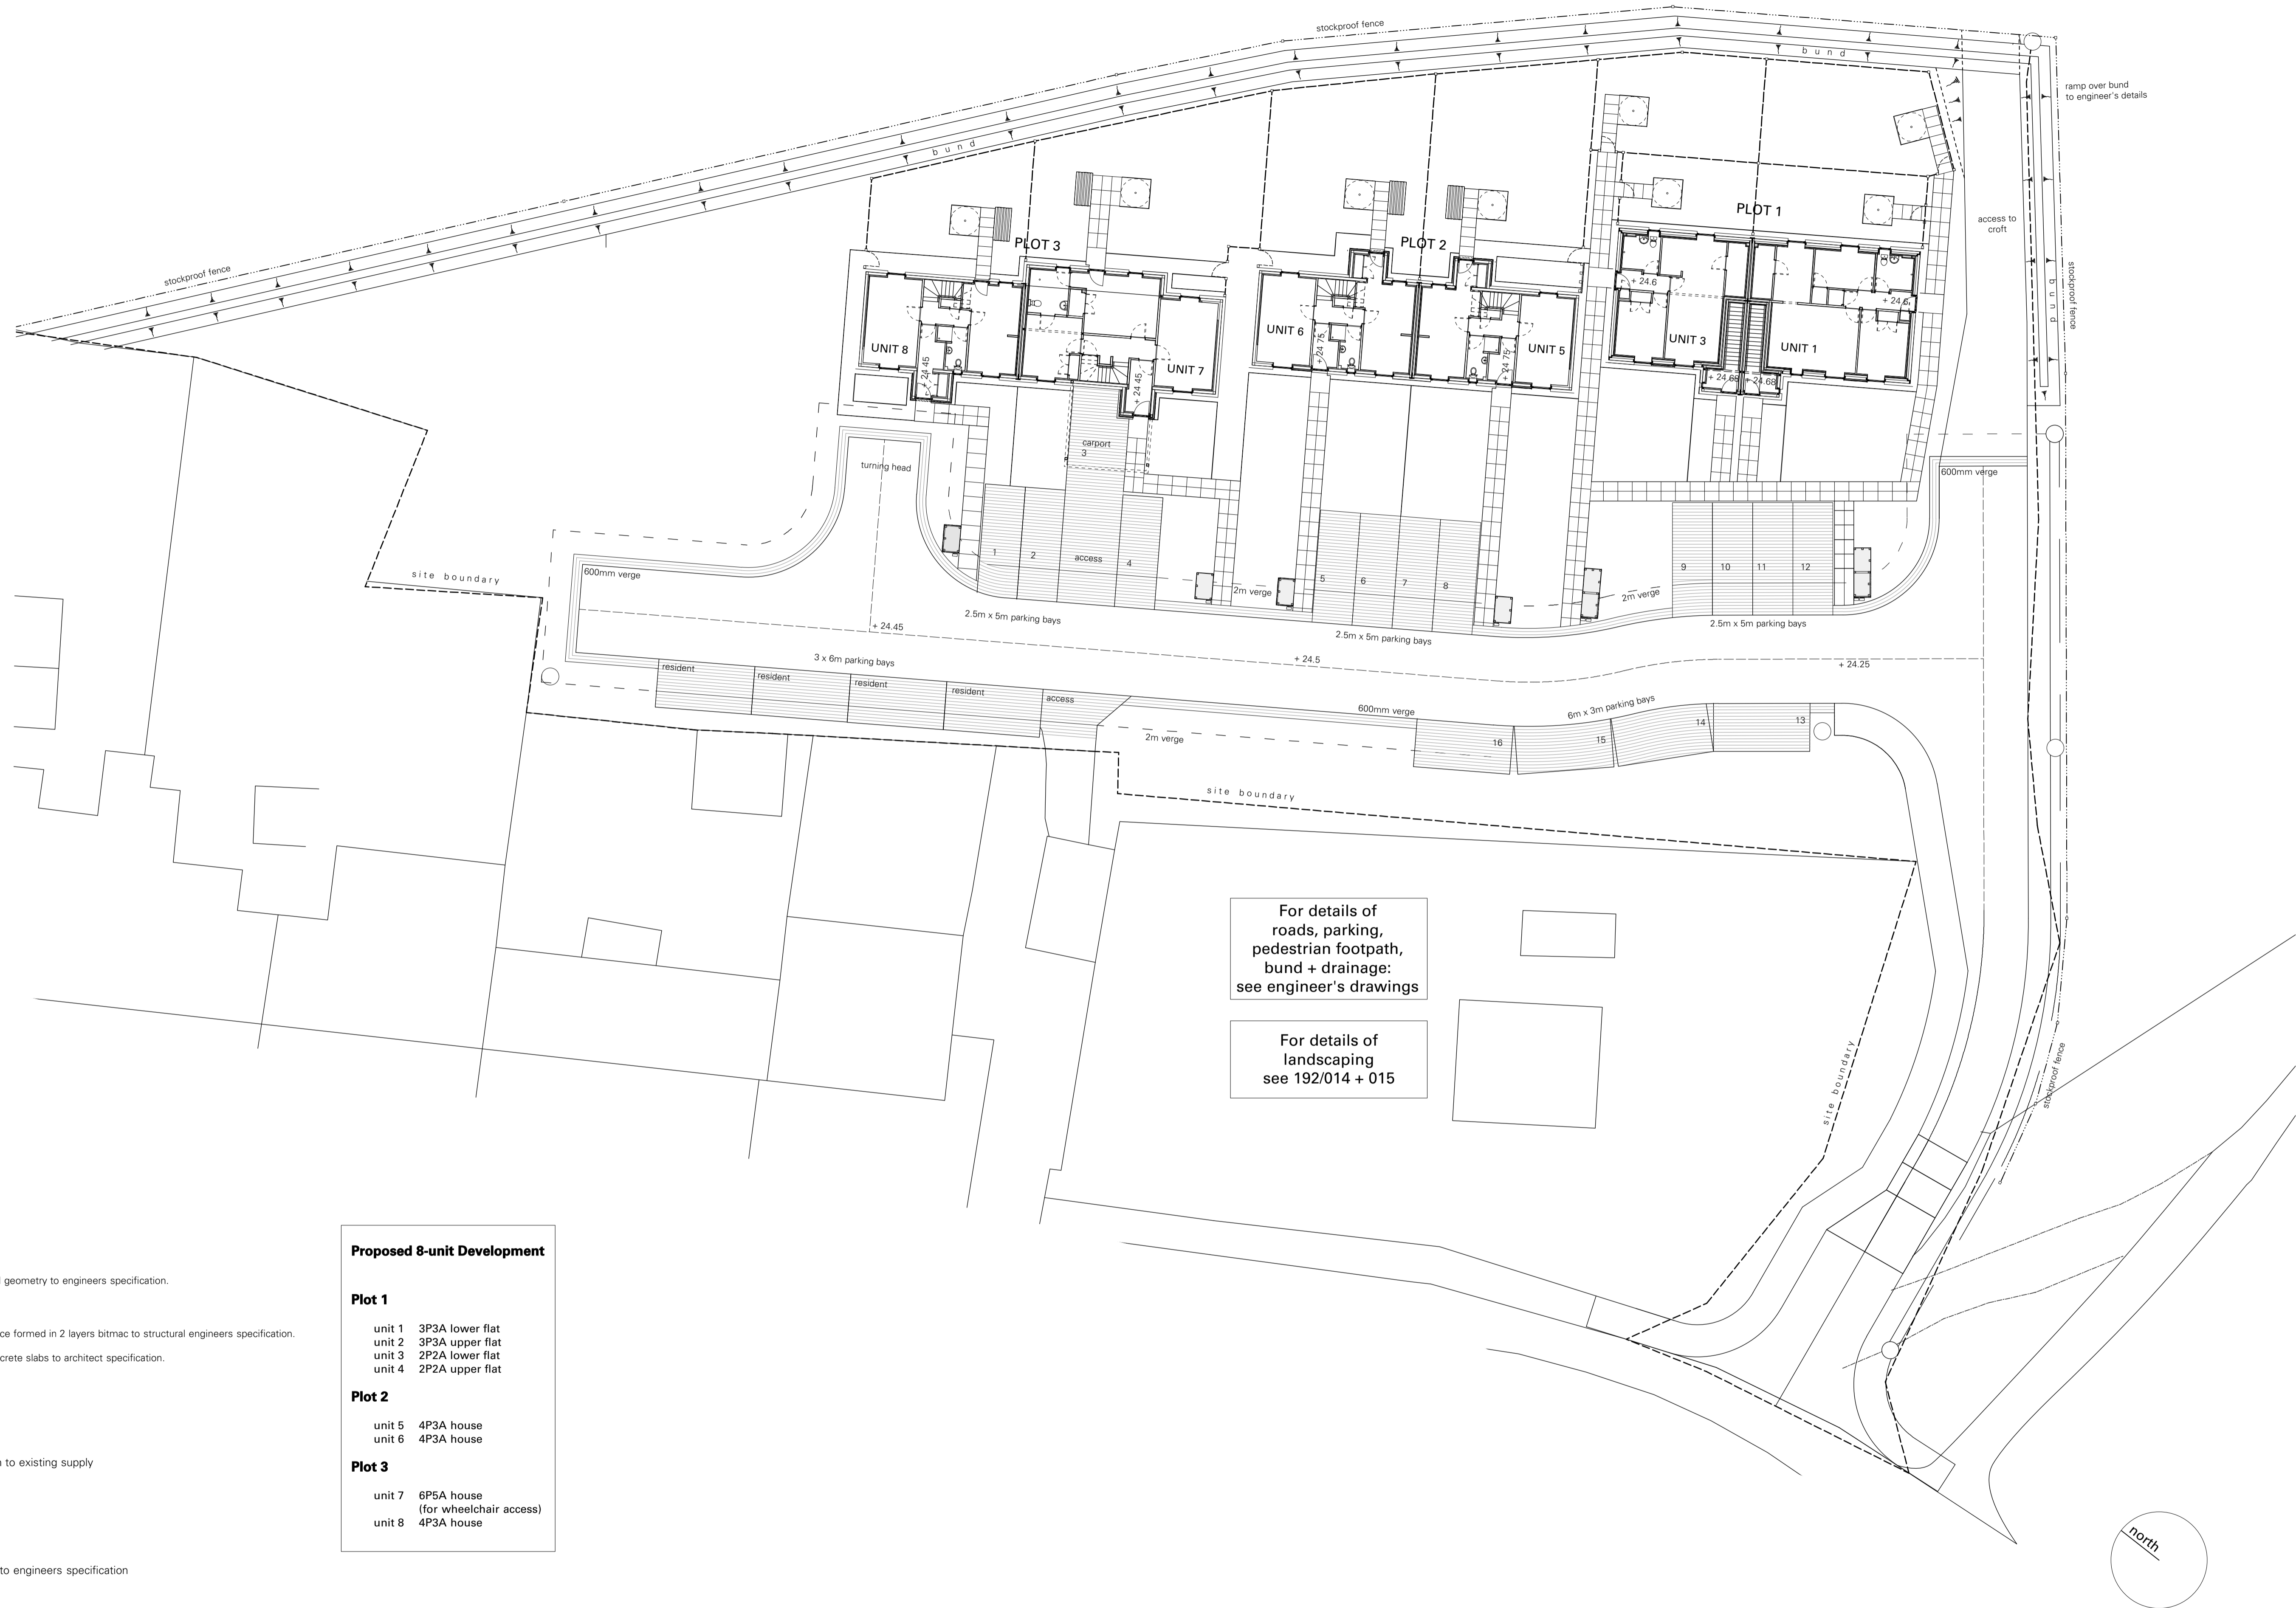 stockproof fence
bund
ramp over bund
to engineer's details
stockproof fence
bund
access to
croft
bund
stockproof fence
PLOT 3
PLOT 2
PLOT 1
UNIT 8
UNIT 7
UNIT 6
UNIT 5
UNIT 3
UNIT 1
+ 24.45
+ 24.45
+ 24.75
+ 24.75
+ 24.6
+ 24.6
+ 24.68
+ 24.68
carport
3
turning head
600mm verge
1
2
access
4
5
6
7
8
9
10
11
12
site boundary
600mm verge
2m verge
2m verge
2.5m x 5m parking bays
2.5m x 5m parking bays
2.5m x 5m parking bays
+ 24.45
+ 24.5
+ 24.25
3 x 6m parking bays
resident
resident
resident
resident
access
600mm verge
6m x 3m parking bays
2m verge
16
15
14
13
site boundary
For details of
roads, parking,
pedestrian footpath,
bund + drainage:
see engineer's drawings
For details of
landscaping
see 192/014 + 015
site boundary
stockproof fence
geometry to engineers specification.
ce formed in 2 layers bitmac to structural engineers specification.
crete slabs to architect specification.
to existing supply
to engineers specification
Proposed 8-unit Development
Plot 1
unit 1 3P3A lower flat
unit 2 3P3A upper flat
unit 3 2P2A lower flat
unit 4 2P2A upper flat
Plot 2
unit 5 4P3A house
unit 6 4P3A house
Plot 3
unit 7 6P5A house
(for wheelchair access)
unit 8 4P3A house
north